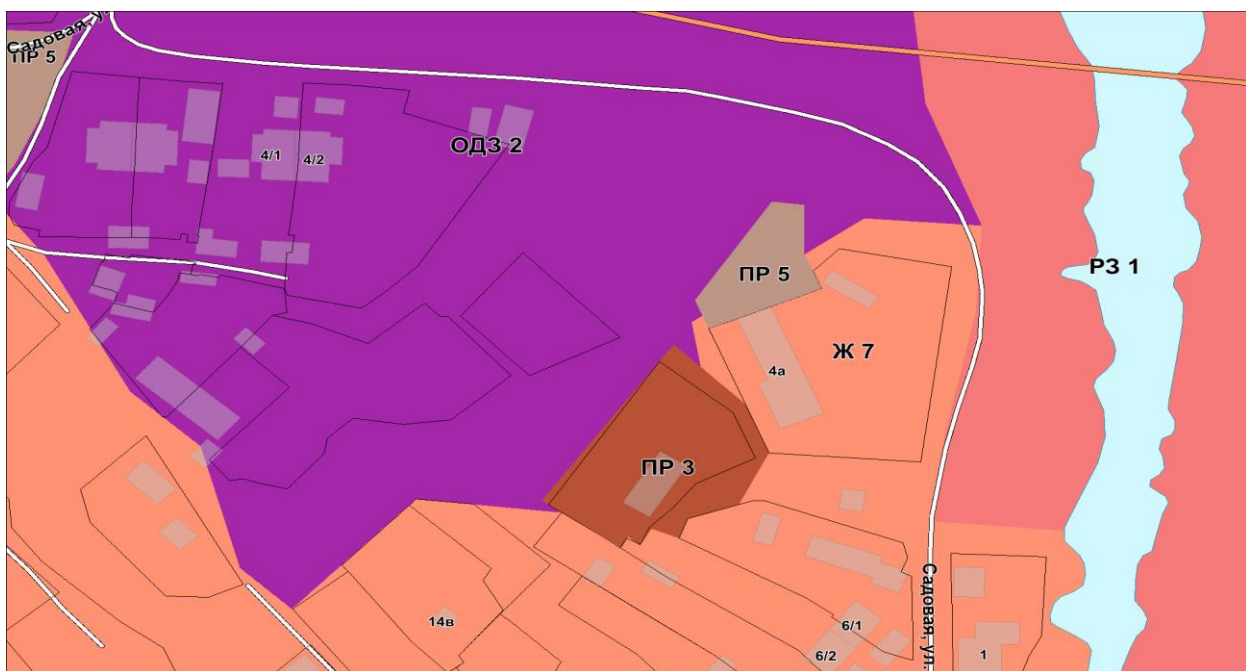 Садовая, ул.
ПР 5
ОДЗ 2
4/1
4/2
РЗ 1
ПР 5
Ж 7
4а
ПР 3
Садовая, ул.
14в
6/1
6/2
1